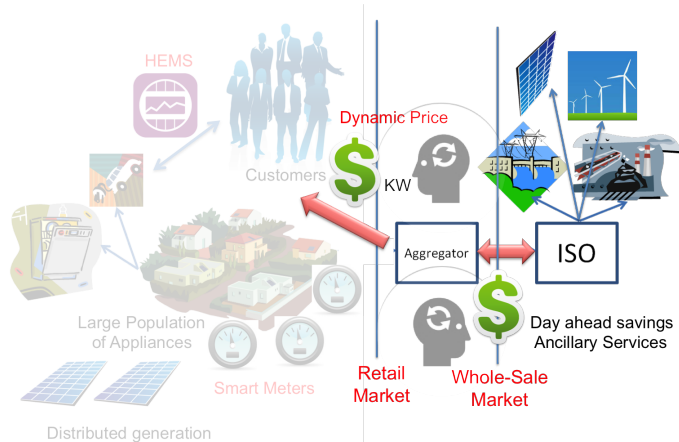 HEMS
Customers
Dynamic Price
$
KW
Aggregator
ISO
$
Day ahead savings
Ancillary Services
Large Population
of Appliances
Smart Meters
Retail
Market
Whole-Sale
Market
Distributed generation